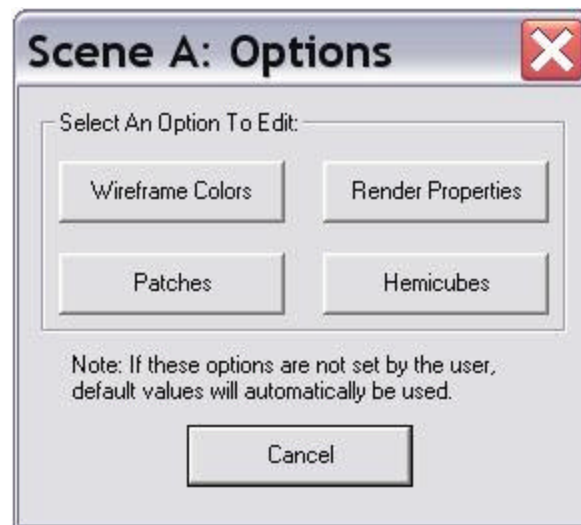 Scene A: Options
Select An Option To Edit:
Wireframe Colors
Render Properties
Patches
Hemicubes
Note: If these options are not set by the user,
default values will automatically be used.
Cancel